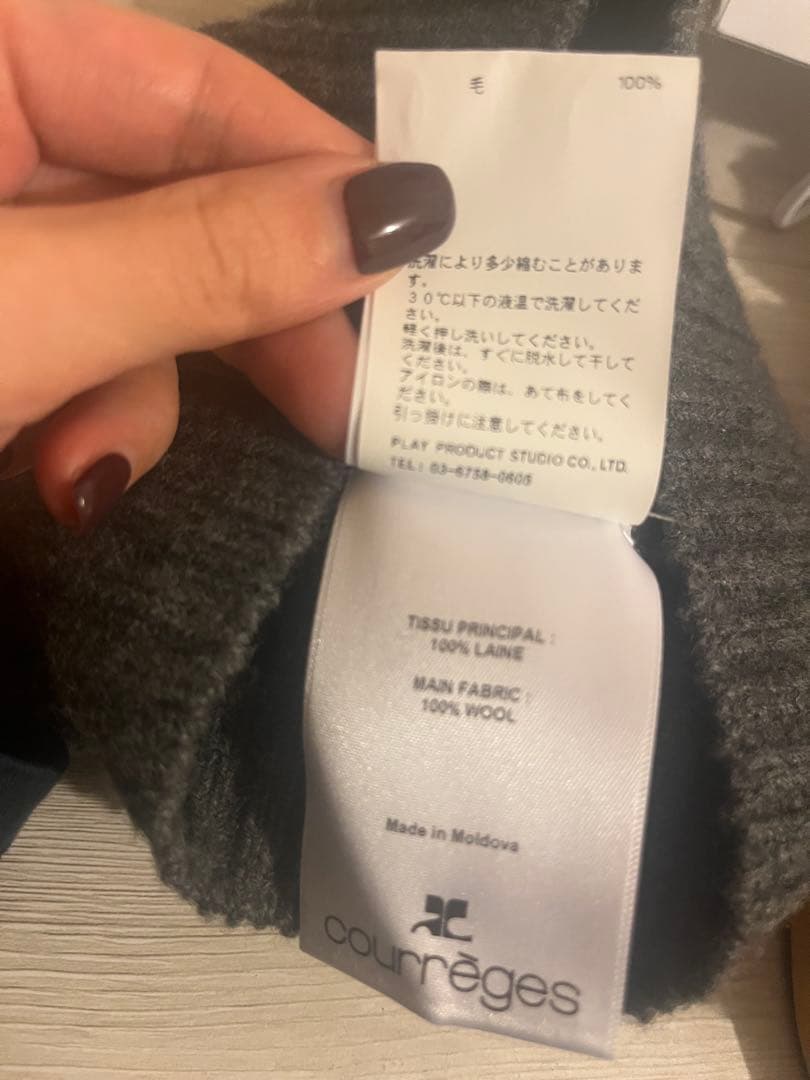 毛 100%
洗濯により多少縮むことがありま
す。
30℃以下の液温で洗濯してくだ
さい。
軽く押し洗いしてください。
洗濯後は、すぐに脱水して干して
ください。
アイロンの際は、あて布をしてく
ださい。
引っ掛けに注意してください。
PLAY PRODUCT STUDIO CO., LTD.
TEL: 03-6758-0605
TISSU PRINCIPAL :
100% LAINE
MAIN FABRIC :
100% WOOL
Made in Moldova
courrèges